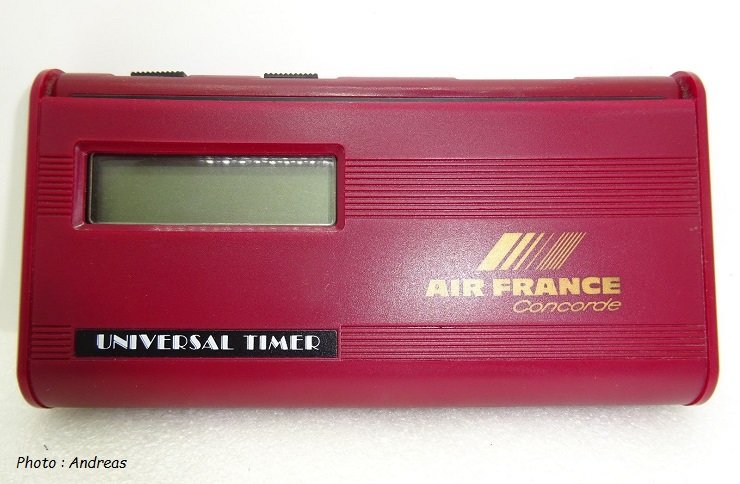 AIR FRANCE
Concorde
UNIVERSAL TIMER
Photo : Andreas